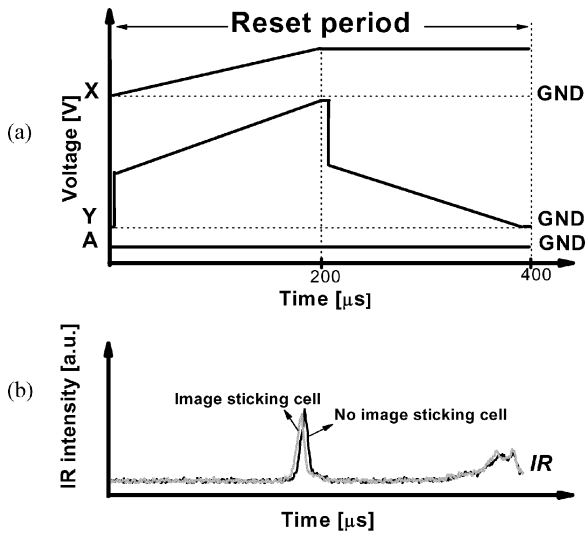 Reset period
(a)
Voltage [V]
X
GND
Y
GND
A
GND
200
400
Time [μs]
(b)
IR intensity [a.u.]
Image sticking cell
No image sticking cell
IR
Time [μs]